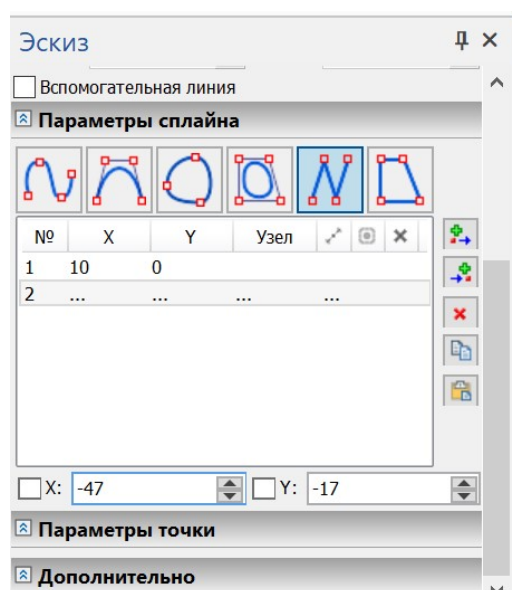 Эскиз
Вспомогательная линия
Параметры сплайна
№ X Y Узел
1 10 0
2 ... ... ... ...
X: -47 Y: -17
Параметры точки
Дополнительно